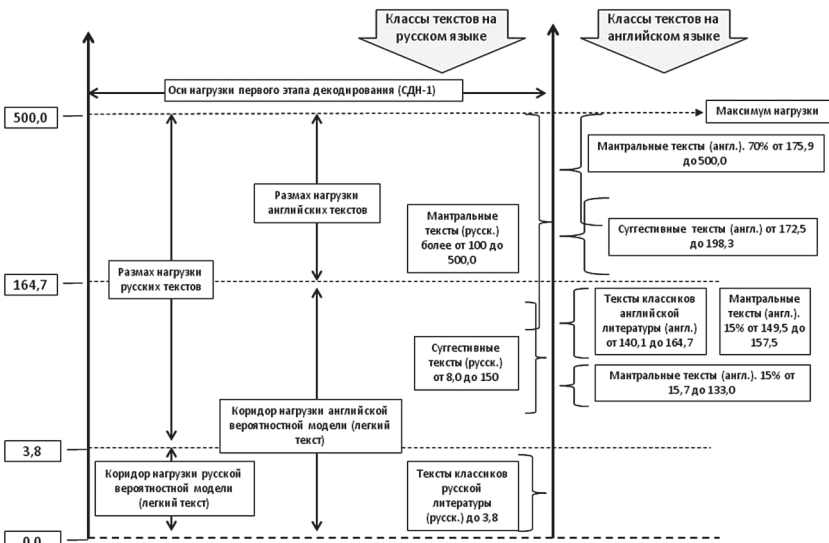 Классы текстов на
русском языке
Классы текстов на
английском языке
Оси нагрузки первого этапа декодирования (СДН-1)
500,0
Максимум нагрузки
Мантральные тексты (англ.). 70% от 175,9
до 500,0
Размах нагрузки
английских текстов
Мантральные
тексты (русск.)
более от 100 до
500,0
Суггестивные тексты (англ.) от 172,5
до 198,3
Размах нагрузки
русских текстов
164,7
Тексты классиков
английской
литературы (англ.)
от 140,1 до 164,7
Мантральные
тексты (англ.).
15% от 149,5 до
157,5
Суггестивные
тексты (русск.)
от 8,0 до 150
Мантральные тексты (англ.). 15% от
15,7 до 133,0
Коридор нагрузки английской
вероятностной модели (легкий
текст)
3,8
Коридор нагрузки русской
вероятностной модели
(легкий текст)
Тексты классиков
русской
литературы
(русск.) до 3,8
0,0